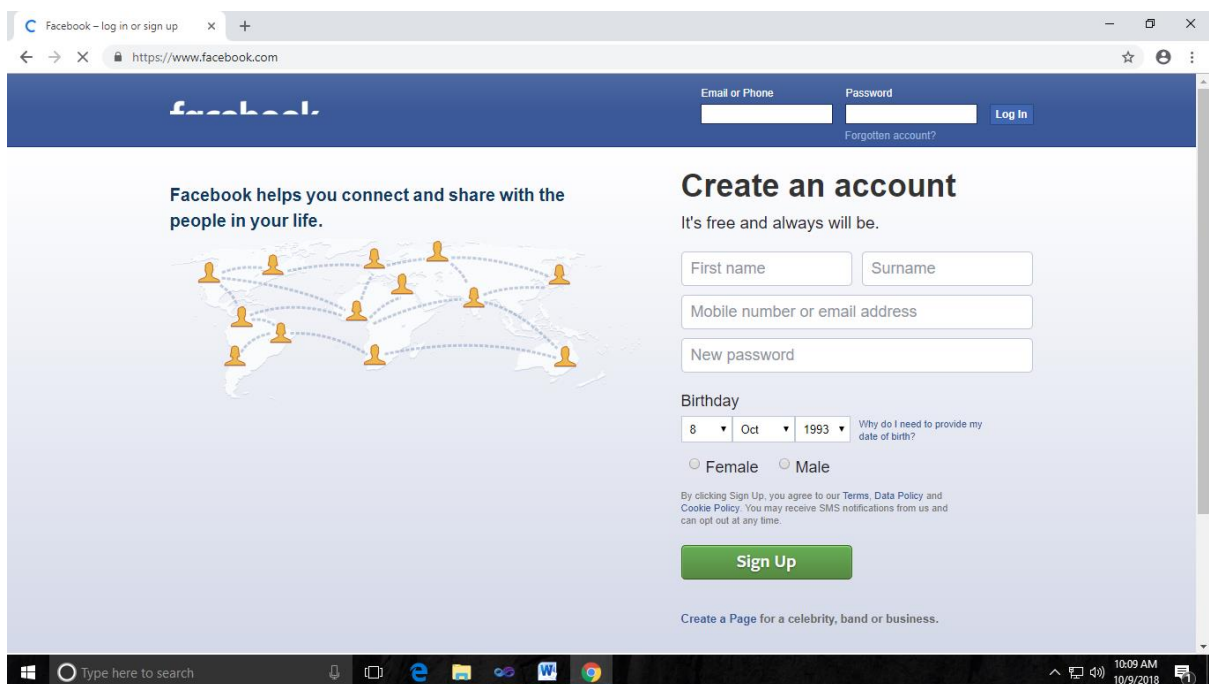 Facebook – log in or sign up
https://www.facebook.com
facebook
Email or Phone
Password
Log In
Forgotten account?
Facebook helps you connect and share with the
people in your life.
Create an account
It's free and always will be.
First name
Surname
Mobile number or email address
New password
Birthday
8
Oct
1993
Why do I need to provide my
date of birth?
Female
Male
By clicking Sign Up, you agree to our Terms, Data Policy and
Cookie Policy. You may receive SMS notifications from us and
can opt out at any time.
Sign Up
Create a Page for a celebrity, band or business.
Type here to search
10:09 AM
10/9/2018
1